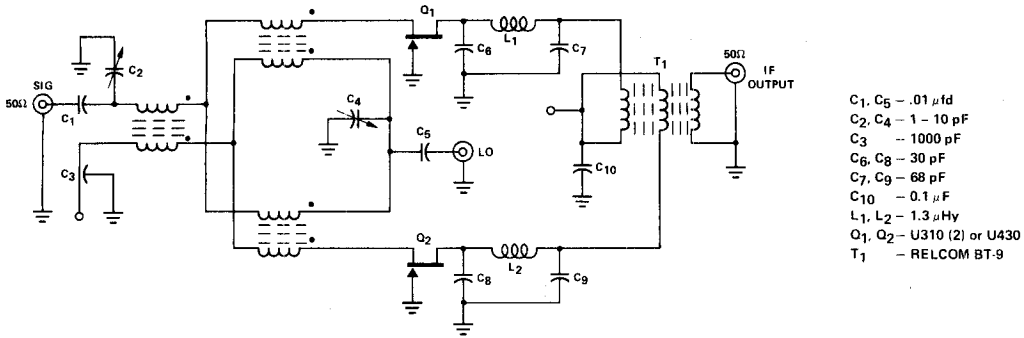 Q1
L1
C6
C7
C2
SIG
50Ω
C1
C3
C4
C5
LO
T1
50Ω
IF
OUTPUT
C10
Q2
L2
C8
C9
C1, C5 – .01 μfd
C2, C4 – 1 – 10 pF
C3 – 1000 pF
C6, C8 – 30 pF
C7, C9 – 68 pF
C10 – 0.1 μF
L1, L2 – 1.3 μHy
Q1, Q2 – U310 (2) or U430
T1 – RELCOM BT-9